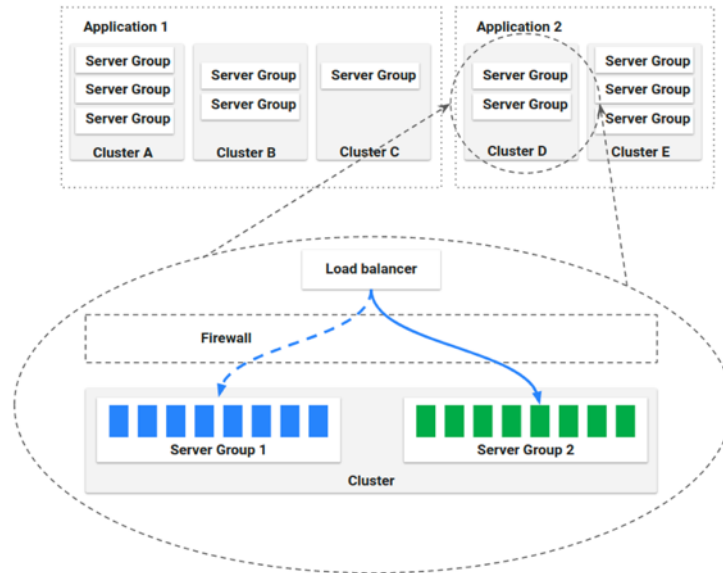 Application 1
Server Group
Server Group
Server Group
Cluster A
Server Group
Server Group
Cluster B
Server Group
Cluster C
Application 2
Server Group
Server Group
Cluster D
Server Group
Server Group
Server Group
Cluster E
Load balancer
Firewall
Server Group 1
Server Group 2
Cluster